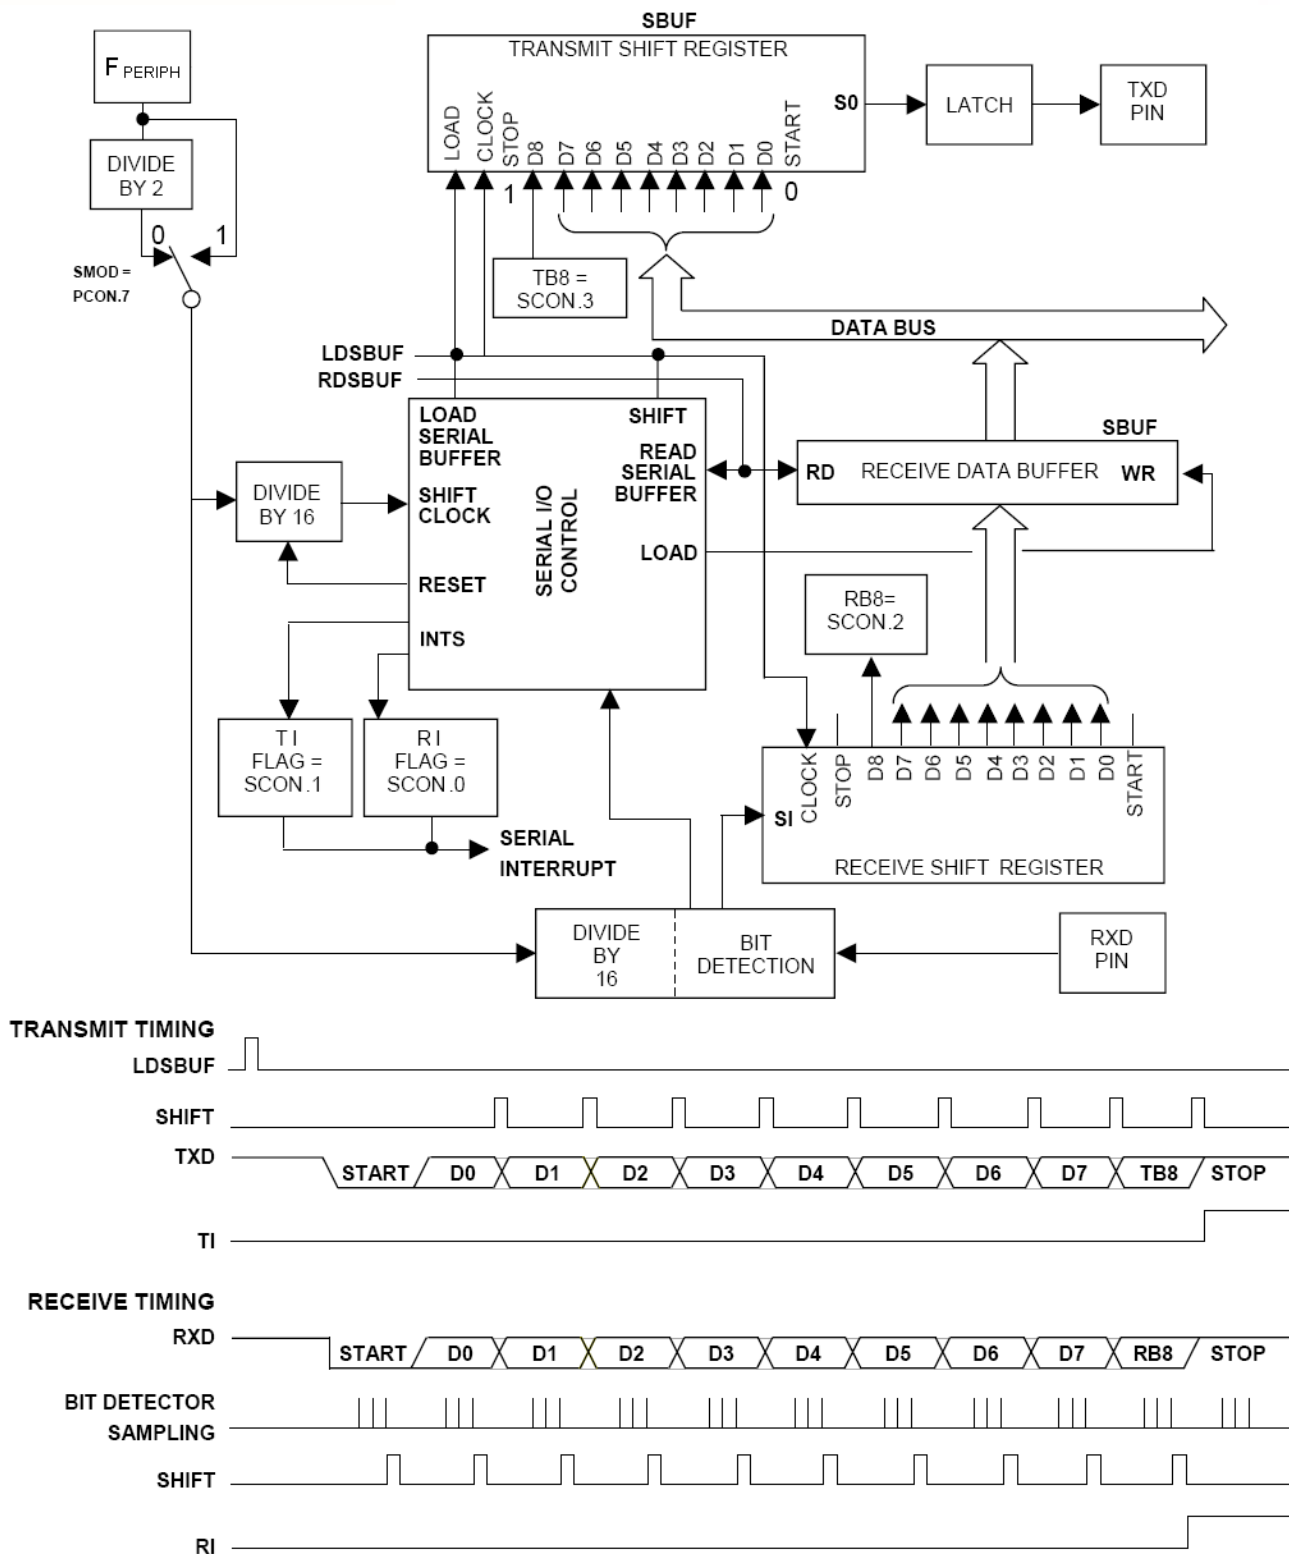 SBUF
TRANSMIT SHIFT REGISTER
F PERIPH
DIVIDE
BY 2
0
1
SMOD =
PCON.7
LOAD
CLOCK
STOP
D8
D7
D6
D5
D4
D3
D2
D1
D0
START
S0
LATCH
TXD
PIN
1
0
TB8 =
SCON.3
DATA BUS
LDSBUF
RDSBUF
LOAD
SERIAL
BUFFER
SHIFT
READ
SERIAL
BUFFER
SHIFT
CLOCK
SERIAL I/O
CONTROL
LOAD
RESET
INTS
DIVIDE
BY 16
SBUF
RD
RECEIVE DATA BUFFER
WR
RB8=
SCON.2
T I
FLAG =
SCON.1
R I
FLAG =
SCON.0
SERIAL
INTERRUPT
SI
CLOCK
STOP
D8
D7
D6
D5
D4
D3
D2
D1
D0
START
RECEIVE SHIFT REGISTER
DIVIDE
BY
16
BIT
DETECTION
RXD
PIN
TRANSMIT TIMING
LDSBUF
SHIFT
TXD START D0 D1 D2 D3 D4 D5 D6 D7 TB8 STOP
TI
RECEIVE TIMING
RXD START D0 D1 D2 D3 D4 D5 D6 D7 RB8 STOP
BIT DETECTOR
SAMPLING
SHIFT
RI